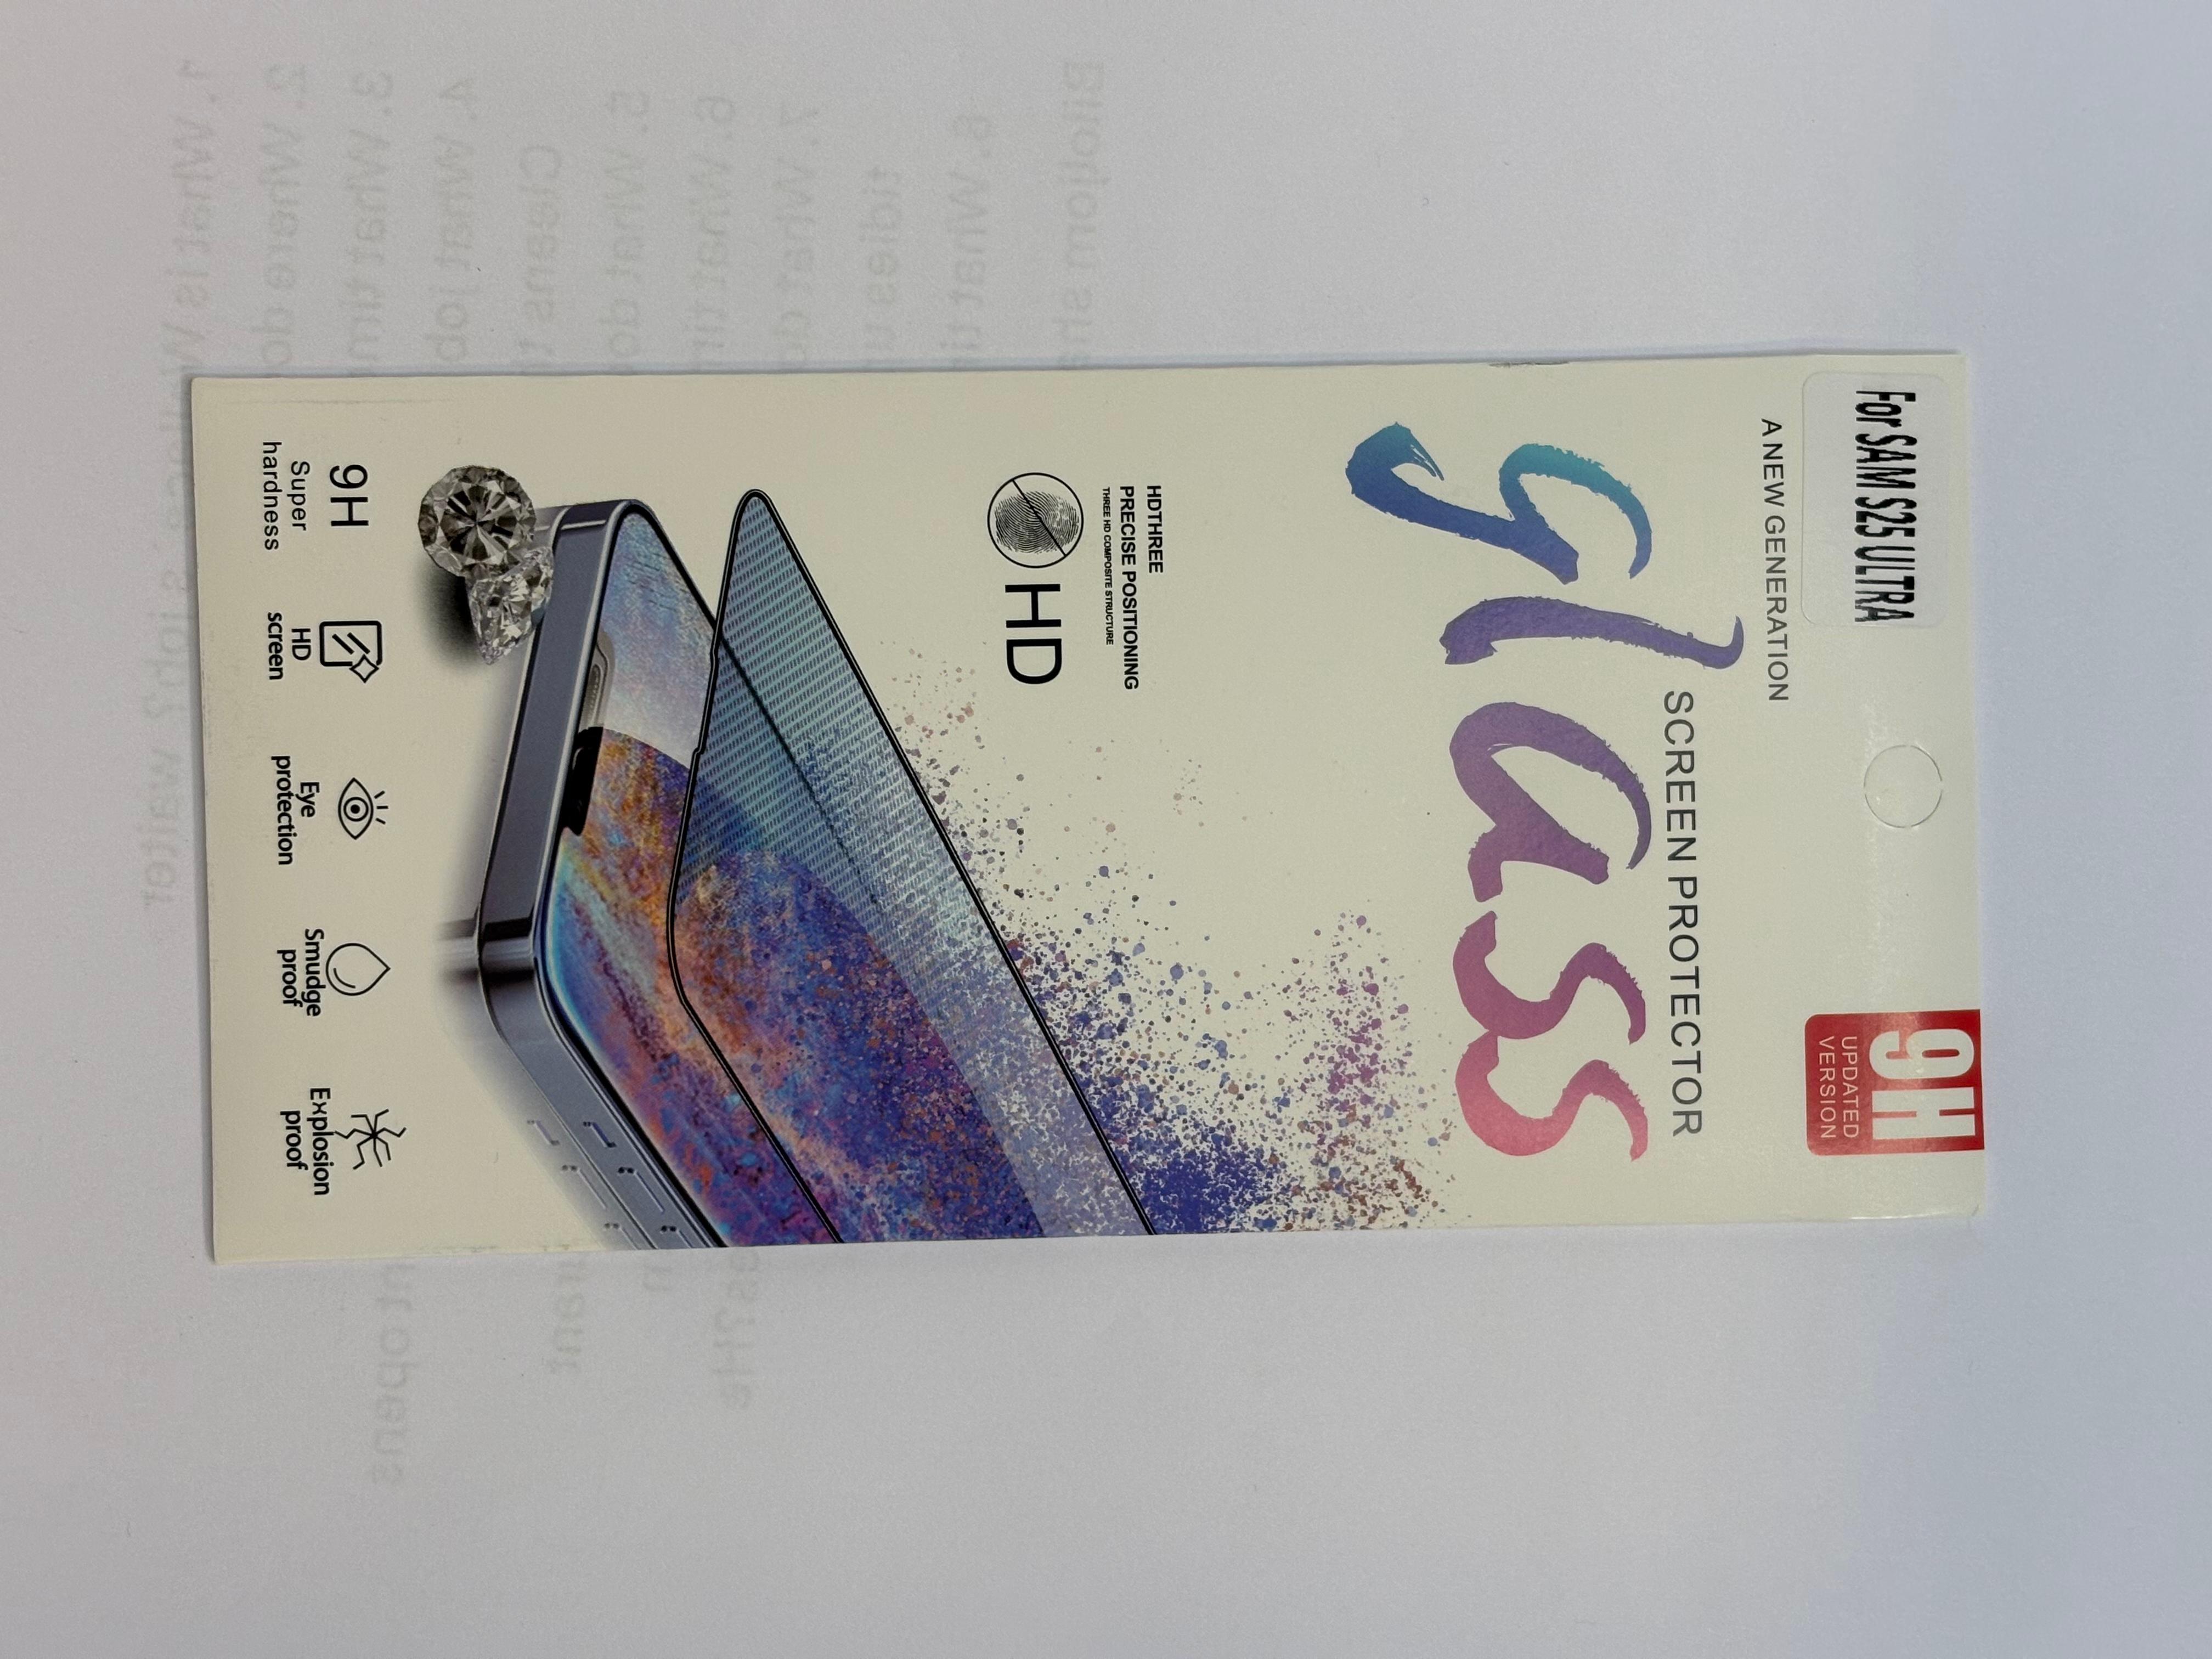 For SAM S25 ULTRA
9H
UPDATED
VERSION
A NEW GENERATION
SCREEN PROTECTOR
glass
HDTHREE
PRECISE POSITIONING
THREE HD COMPOSITE STRUCTURE
HD
9H
Super
hardness
HD
screen
Eye
protection
Smudge
proof
Explosion
proof